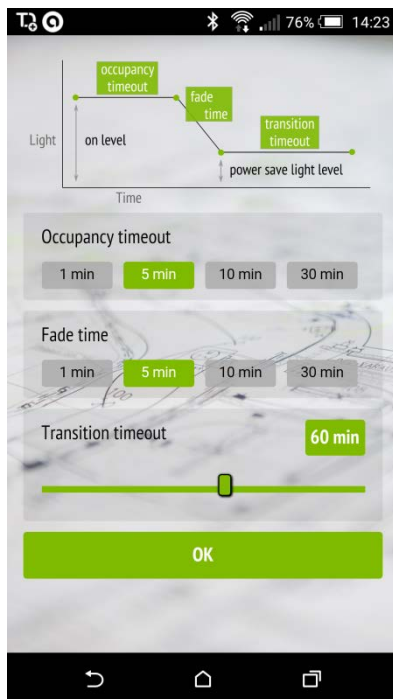 76% 14:23
occupancy
timeout
fade
time
transition
timeout
Light
on level
power save light level
Time
Occupancy timeout
1 min 5 min 10 min 30 min
Fade time
1 min 5 min 10 min 30 min
Transition timeout 60 min
OK